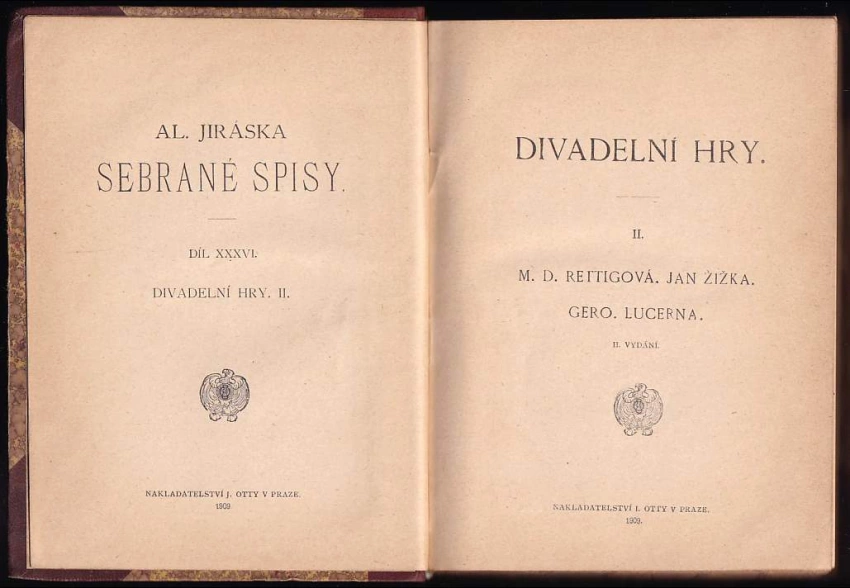 AL. JIRÁSKA
SEBRANÉ SPISY.
DÍL XXXVI.
DIVADELNÍ HRY. II.
NAKLADATELSTVÍ J. OTTY V PRAZE.
1909
DIVADELNÍ HRY.
II.
M. D. RETTIGOVÁ. JAN ŽIŽKA.
GERO. LUCERNA.
II. VYDÁNÍ.
NAKLADATELSTVÍ J. OTTY V PRAZE.
1909.